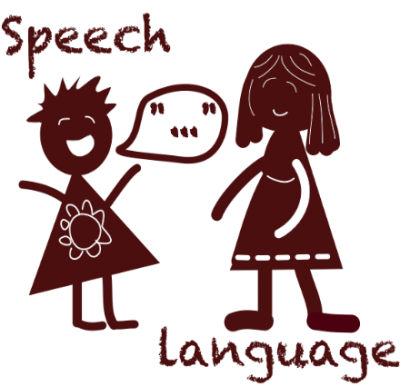 Speech
" "
,,,
language